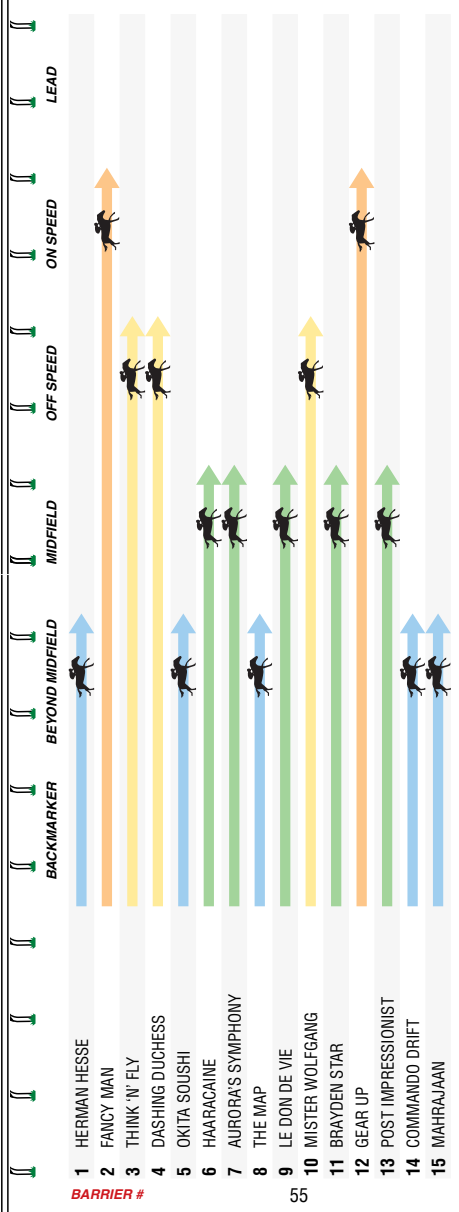 BACKMARKER BEYOND MIDFIELD MIDFIELD OFF SPEED ON SPEED LEAD
1 HERMAN HESSE
2 FANCY MAN
3 THINK 'N' FLY
4 DASHING DUCHESS
5 OKITA SOUSHI
6 HAARACAINE
7 AURORA'S SYMPHONY
8 THE MAP
9 LE DON DE VIE
10 MISTER WOLFGANG
11 BRAYDEN STAR
12 GEAR UP
13 POST IMPRESSIONIST
14 COMMANDO DRIFT
15 MAHRAJAAN
BARRIER #
55